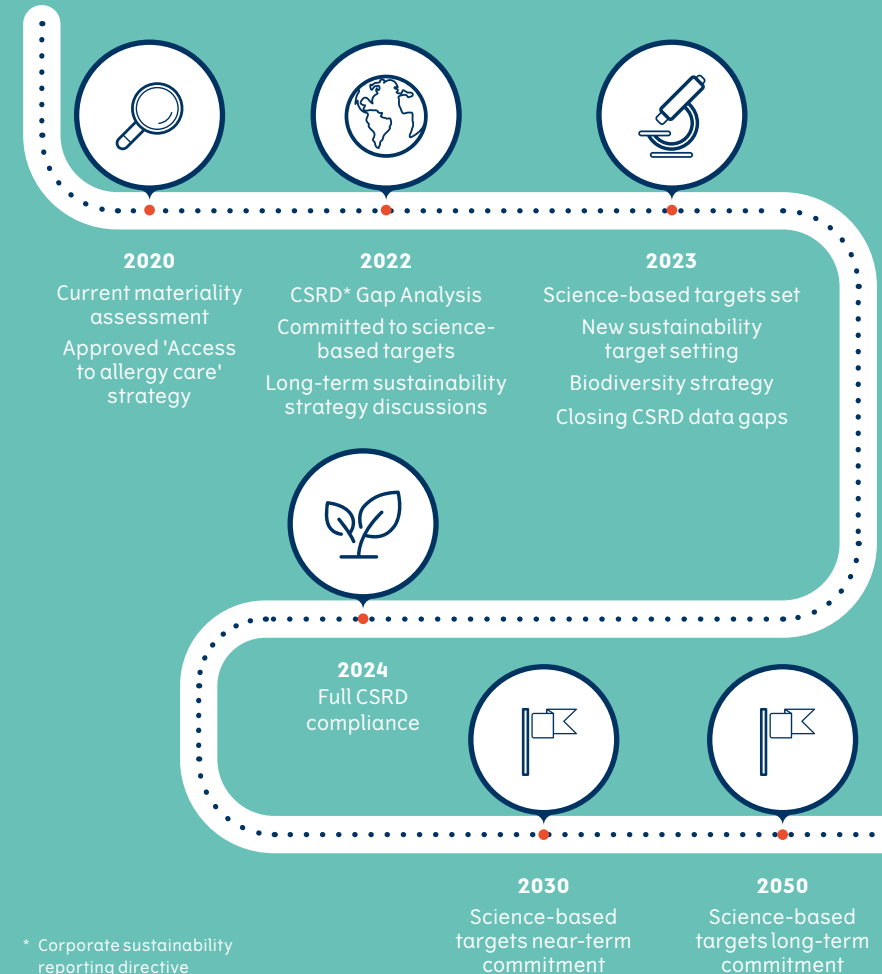 2020
Current materiality
assessment
Approved 'Access
to allergy care'
strategy
2022
CSRD* Gap Analysis
Committed to science-
based targets
Long-term sustainability
strategy discussions
2023
Science-based targets set
New sustainability
target setting
Biodiversity strategy
Closing CSRD data gaps
2024
Full CSRD
compliance
2030
Science-based
targets near-term
commitment
2050
Science-based
targets long-term
commitment
* Corporate sustainability
reporting directive